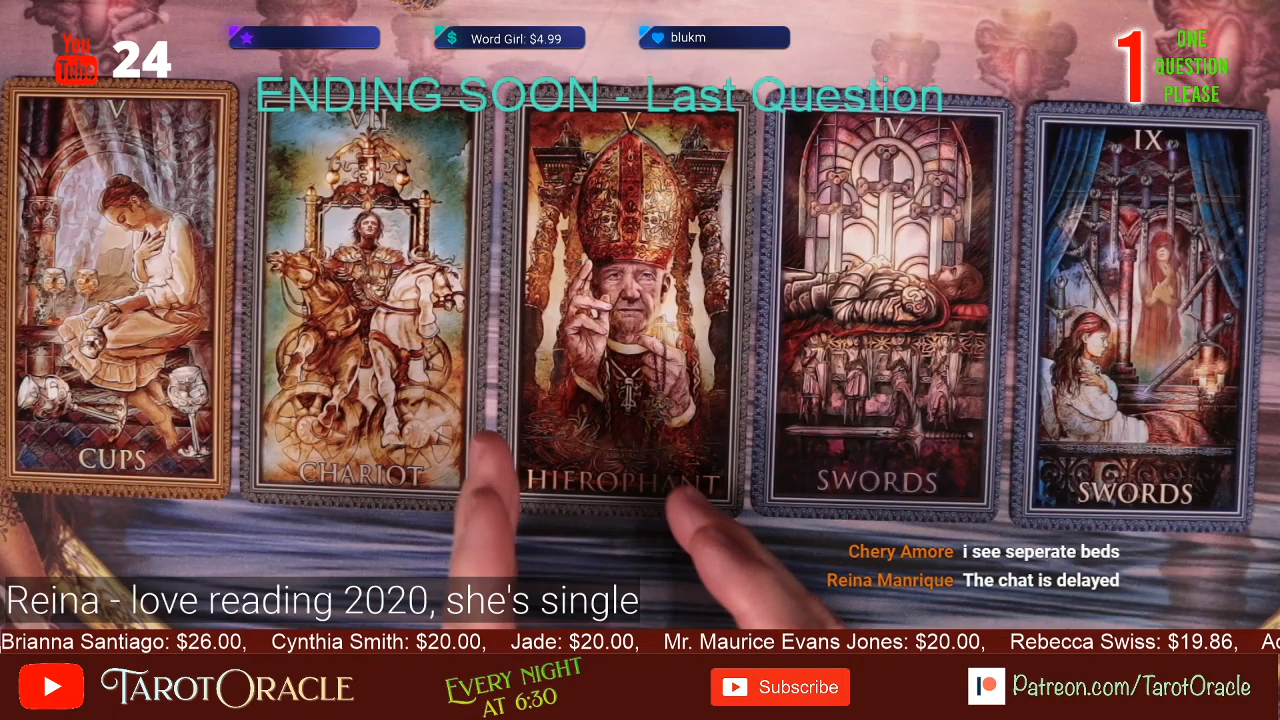 You
Tube
24
Word Girl: $4.99
blukm
1
ONE
QUESTION
PLEASE
ENDING SOON - Last Question
V
VII
V
IV
IX
CUPS
CHARIOT
HIEROPHANT
SWORDS
SWORDS
Chery Amore i see seperate beds
Reina Manrique The chat is delayed
Reina - love reading 2020, she's single
Brianna Santiago: $26.00, Cynthia Smith: $20.00, Jade: $20.00, Mr. Maurice Evans Jones: $20.00, Rebecca Swiss: $19.86,
TAROTORACLE
EVERY NIGHT
AT 6:30
Subscribe
Patreon.com/TarotOracle